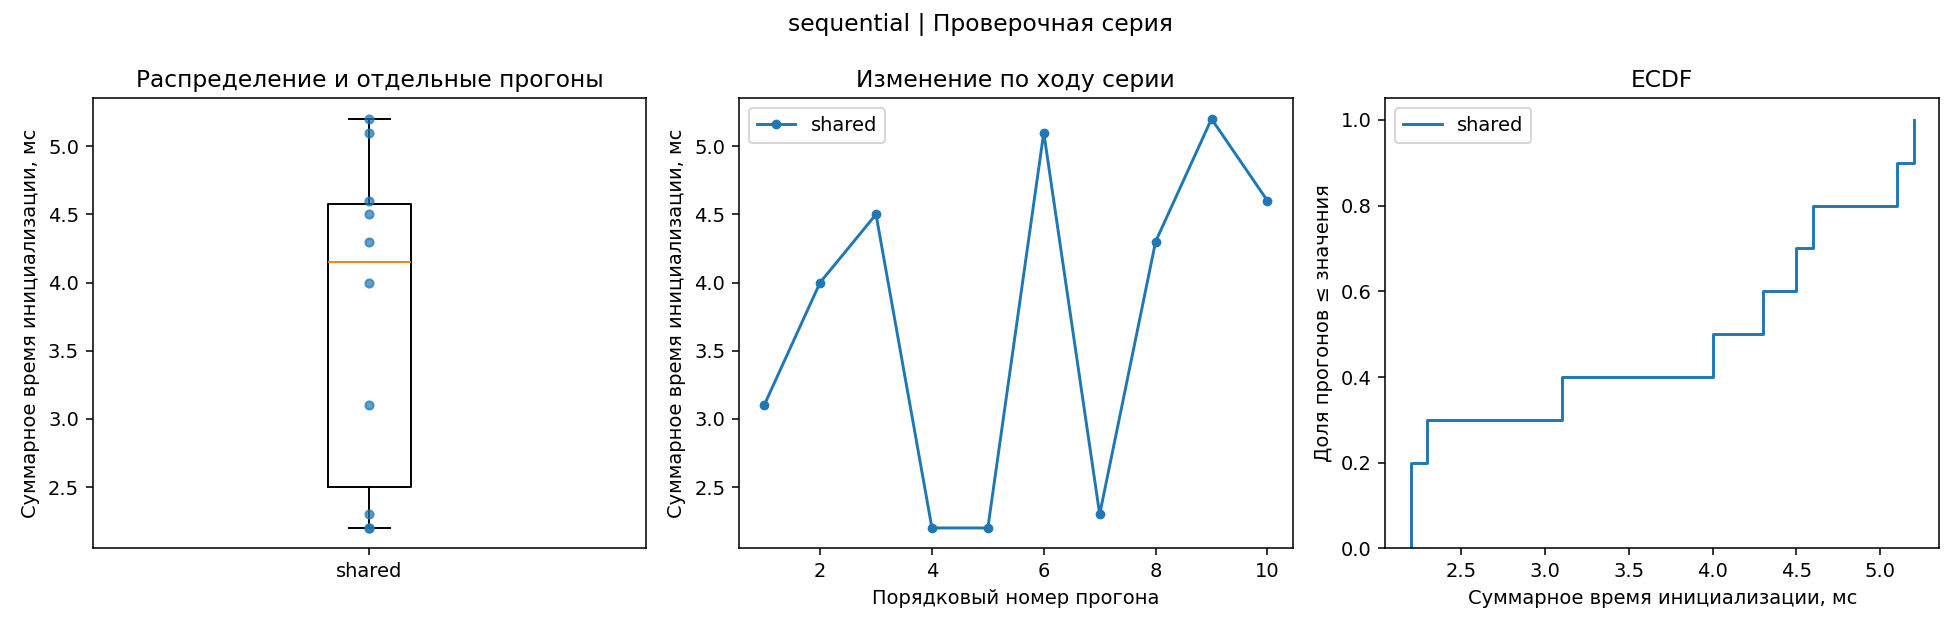 sequential | Проверочная серия
Распределение и отдельные прогоны
Суммарное время инициализации, мс
5.0
4.5
4.0
3.5
3.0
2.5
shared
Изменение по ходу серии
shared
Суммарное время инициализации, мс
5.0
4.5
4.0
3.5
3.0
2.5
2 4 6 8 10
Порядковый номер прогона
ECDF
shared
Доля прогонов ≤ значения
1.0
0.8
0.6
0.4
0.2
0.0
2.5 3.0 3.5 4.0 4.5 5.0
Суммарное время инициализации, мс